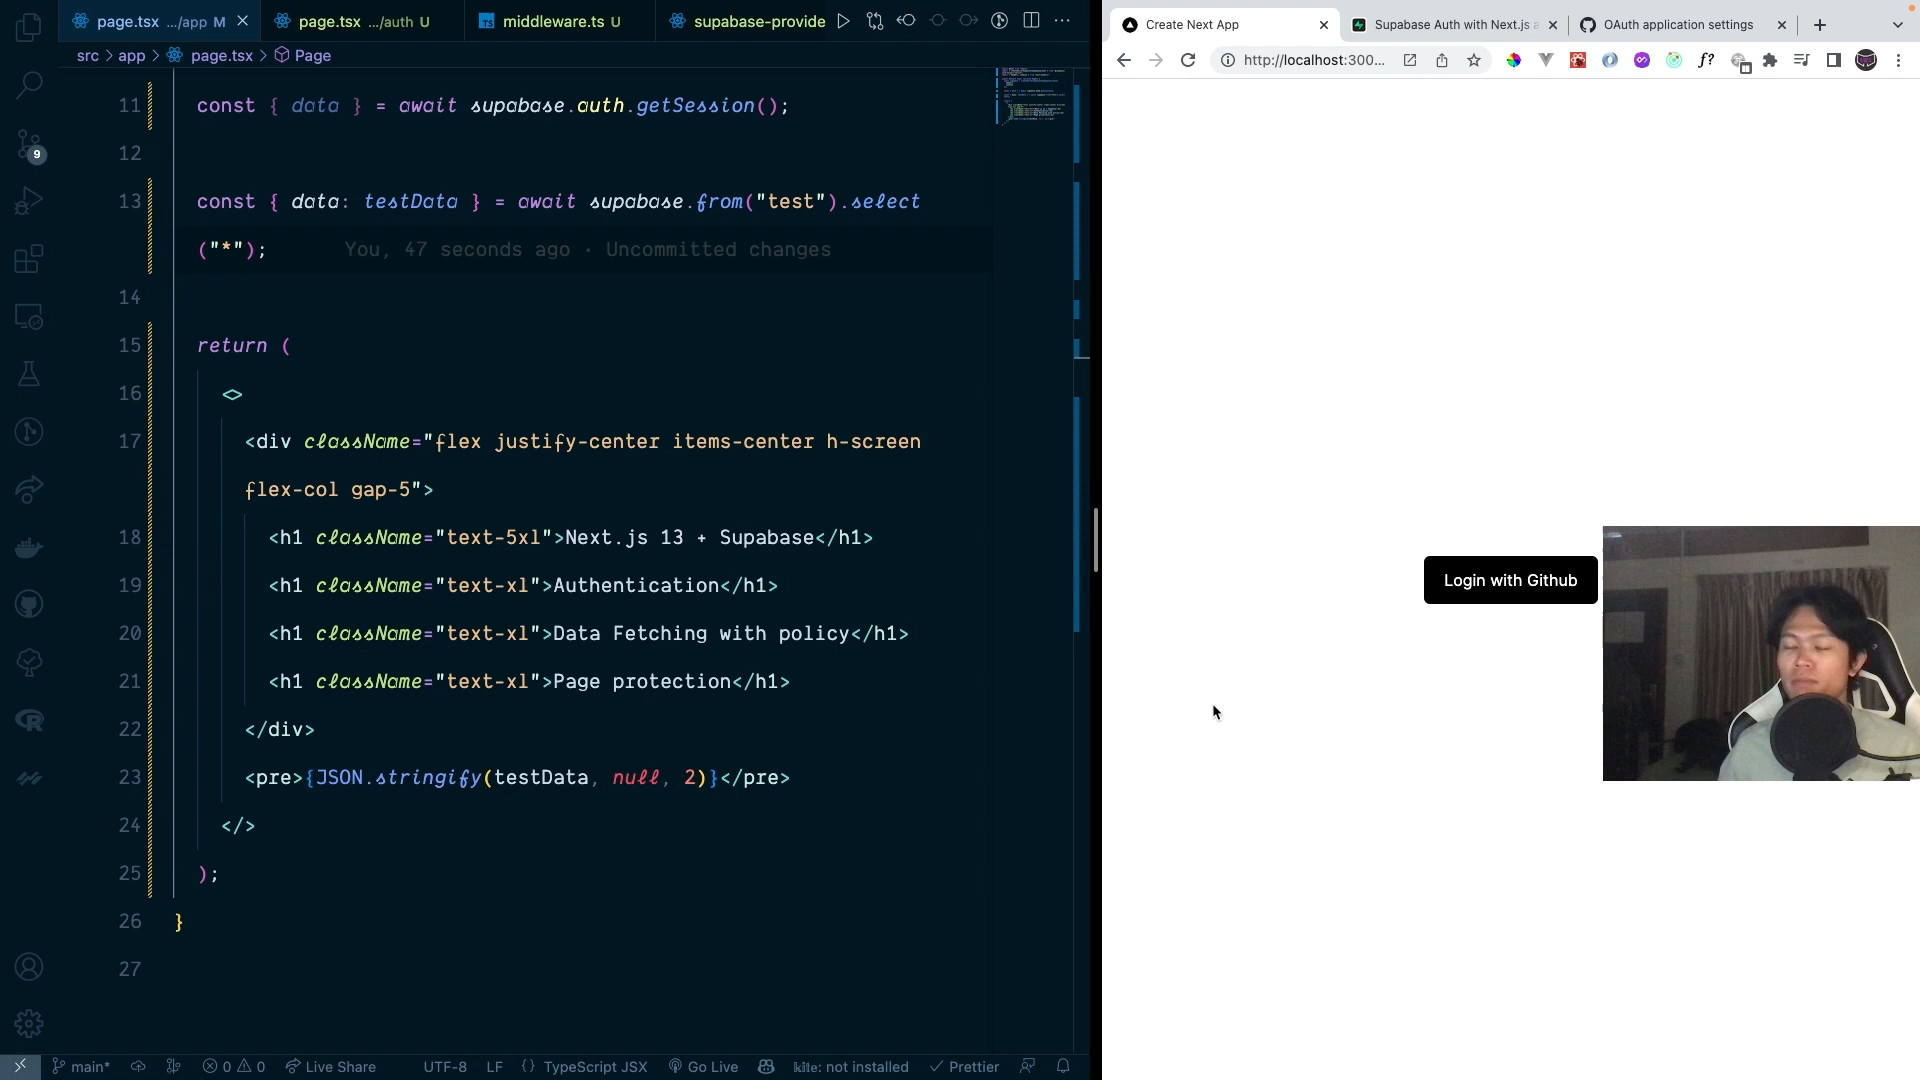 page.tsx .../app M
page.tsx .../auth U
middleware.ts U
supabase-provide
src > app > page.tsx > Page
9
11 const { data } = await supabase.auth.getSession();
12
13 const { data: testData } = await supabase.from("test").select
("*"); You, 47 seconds ago · Uncommitted changes
14
15 return (
16 <>
17 <div className="flex justify-center items-center h-screen
flex-col gap-5">
18 <h1 className="text-5xl">Next.js 13 + Supabase</h1>
19 <h1 className="text-xl">Authentication</h1>
20 <h1 className="text-xl">Data Fetching with policy</h1>
21 <h1 className="text-xl">Page protection</h1>
22 </div>
23 <pre>{JSON.stringify(testData, null, 2)}</pre>
24 </>
25 );
26 }
27
main* 0 0 Live Share UTF-8 LF {} TypeScript JSX Go Live kite: not installed Prettier
Create Next App
Supabase Auth with Next.js a
OAuth application settings
http://localhost:300...
f?
Login with Github